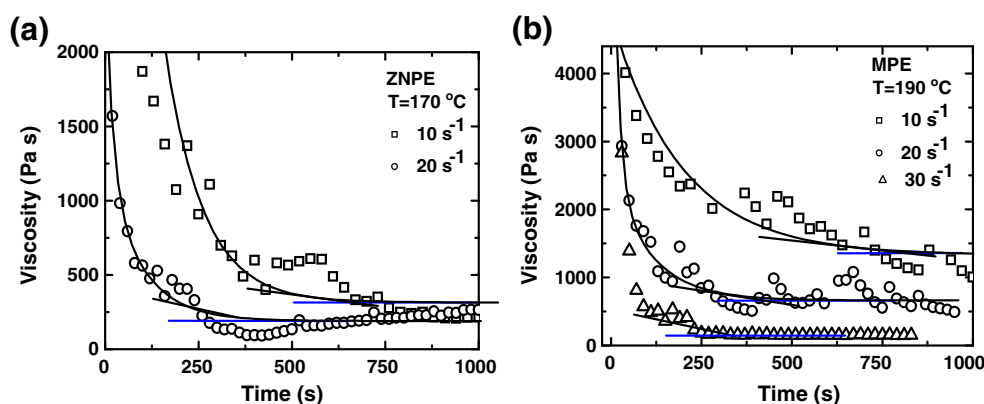 (a)
2000
1500
1000
500
0
Viscosity (Pa s)
ZNPE
T=170 °C
10 s⁻¹
20 s⁻¹
0 250 500 750 1000
Time (s)
(b)
4000
3000
2000
1000
0
Viscosity (Pa s)
MPE
T=190 °C
10 s⁻¹
20 s⁻¹
30 s⁻¹
0 250 500 750 1000
Time (s)